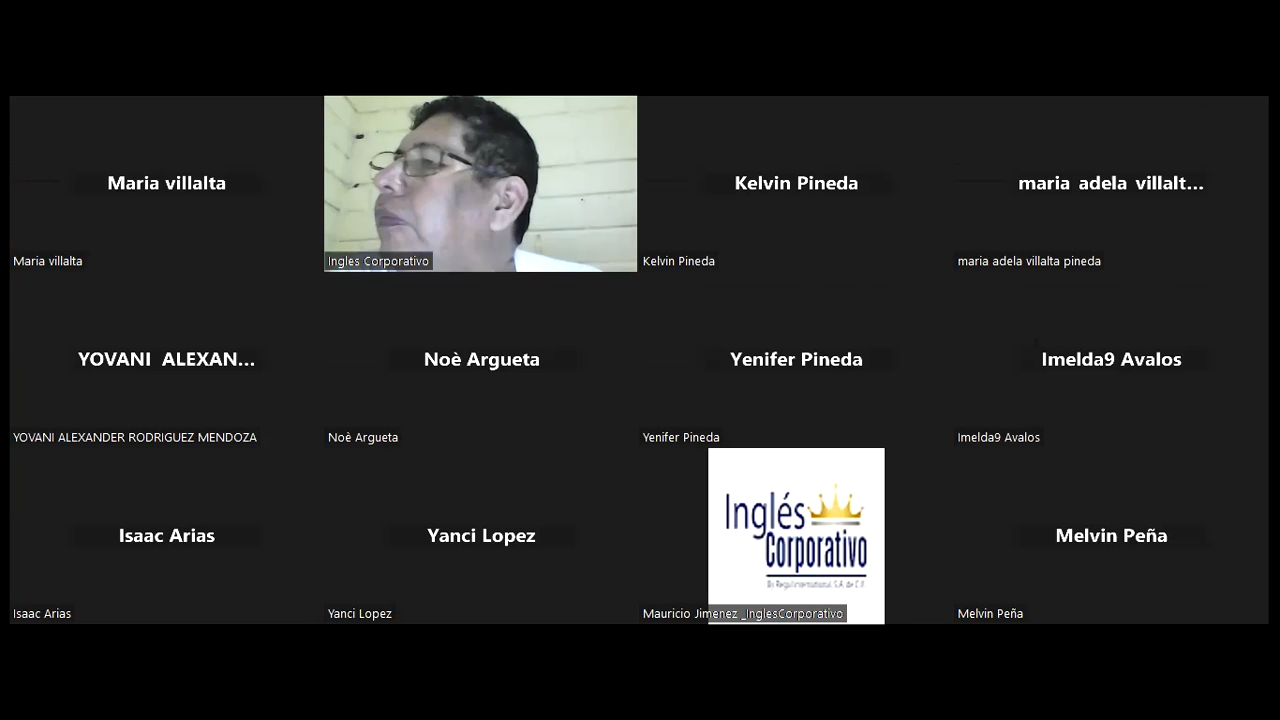 Maria villalta
Maria villalta
Ingles Corporativo
Kelvin Pineda
Kelvin Pineda
maria adela villalt...
maria adela villalta pineda
YOVANI ALEXAN...
YOVANI ALEXANDER RODRIGUEZ MENDOZA
Noè Argueta
Noè Argueta
Yenifer Pineda
Yenifer Pineda
Imelda9 Avalos
Imelda9 Avalos
Isaac Arias
Isaac Arias
Yanci Lopez
Yanci Lopez
Inglés
Corporativo
Mauricio Jimenez _InglesCorporativo
Melvin Peña
Melvin Peña